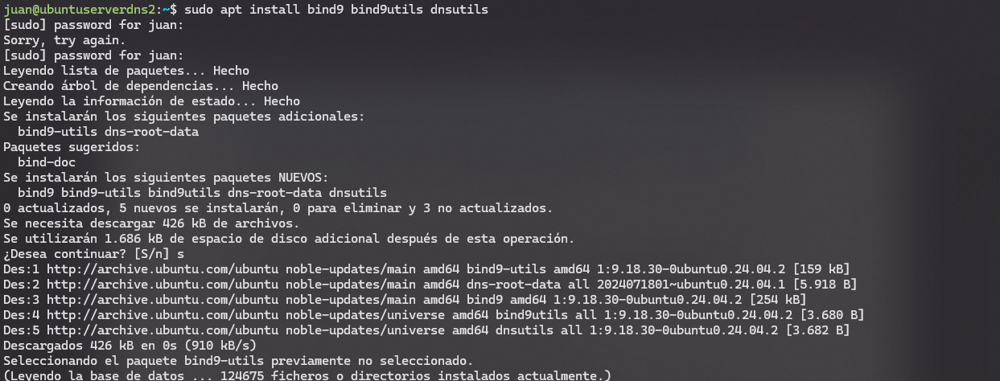 juan@ubuntuserverdns2:~$ sudo apt install bind9 bind9utils dnsutils
[sudo] password for juan:
Sorry, try again.
[sudo] password for juan:
Leyendo lista de paquetes... Hecho
Creando árbol de dependencias... Hecho
Leyendo la información de estado... Hecho
Se instalarán los siguientes paquetes adicionales:
  bind9-utils dns-root-data
Paquetes sugeridos:
  bind-doc
Se instalarán los siguientes paquetes NUEVOS:
  bind9 bind9-utils bind9utils dns-root-data dnsutils
0 actualizados, 5 nuevos se instalarán, 0 para eliminar y 3 no actualizados.
Se necesita descargar 426 kB de archivos.
Se utilizarán 1.686 kB de espacio de disco adicional después de esta operación.
¿Desea continuar? [S/n] s
Des:1 http://archive.ubuntu.com/ubuntu noble-updates/main amd64 bind9-utils amd64 1:9.18.30-0ubuntu0.24.04.2 [159 kB]
Des:2 http://archive.ubuntu.com/ubuntu noble-updates/main amd64 dns-root-data all 2024071801~ubuntu0.24.04.1 [5.918 B]
Des:3 http://archive.ubuntu.com/ubuntu noble-updates/main amd64 bind9 amd64 1:9.18.30-0ubuntu0.24.04.2 [254 kB]
Des:4 http://archive.ubuntu.com/ubuntu noble-updates/universe amd64 bind9utils all 1:9.18.30-0ubuntu0.24.04.2 [3.680 B]
Des:5 http://archive.ubuntu.com/ubuntu noble-updates/universe amd64 dnsutils all 1:9.18.30-0ubuntu0.24.04.2 [3.682 B]
Descargados 426 kB en 0s (910 kB/s)
Seleccionando el paquete bind9-utils previamente no seleccionado.
(Leyendo la base de datos ... 124675 ficheros o directorios instalados actualmente.)